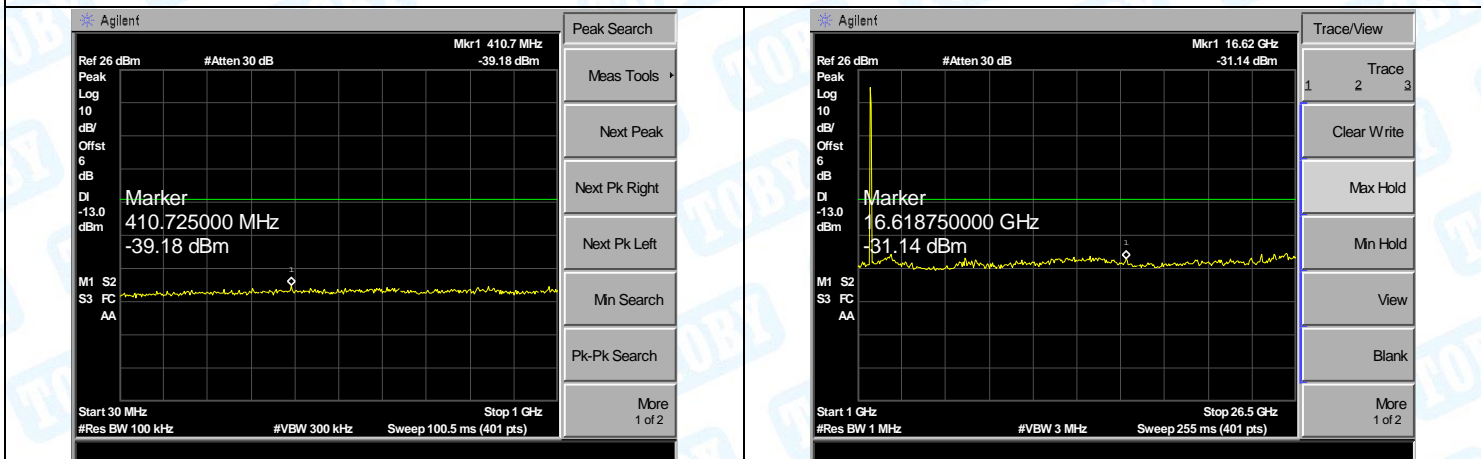 Agilent
Peak Search
Mkr1 410.7 MHz
Ref 26 dBm #Atten 30 dB -39.18 dBm
Peak
Log
10
dB/
Offst
6
dB
DI
-13.0
dBm
Marker
410.725000 MHz
-39.18 dBm
1
M1 S2
S3 FC
AA
Start 30 MHz Stop 1 GHz
#Res BW 100 kHz #VBW 300 kHz Sweep 100.5 ms (401 pts)
Meas Tools
Next Peak
Next Pk Right
Next Pk Left
Min Search
Pk-Pk Search
More
1 of 2
Agilent
Trace/View
Mkr1 16.62 GHz
Ref 26 dBm #Atten 30 dB -31.14 dBm
Peak
Log
10
dB/
Offst
6
dB
DI
-13.0
dBm
Marker
16.618750000 GHz
-31.14 dBm
1
M1 S2
S3 FC
AA
Start 1 GHz Stop 26.5 GHz
#Res BW 1 MHz #VBW 3 MHz Sweep 255 ms (401 pts)
Trace
1 2 3
Clear Write
Max Hold
Min Hold
View
Blank
More
1 of 2
TOBY
TOBY
TOBY
TOBY